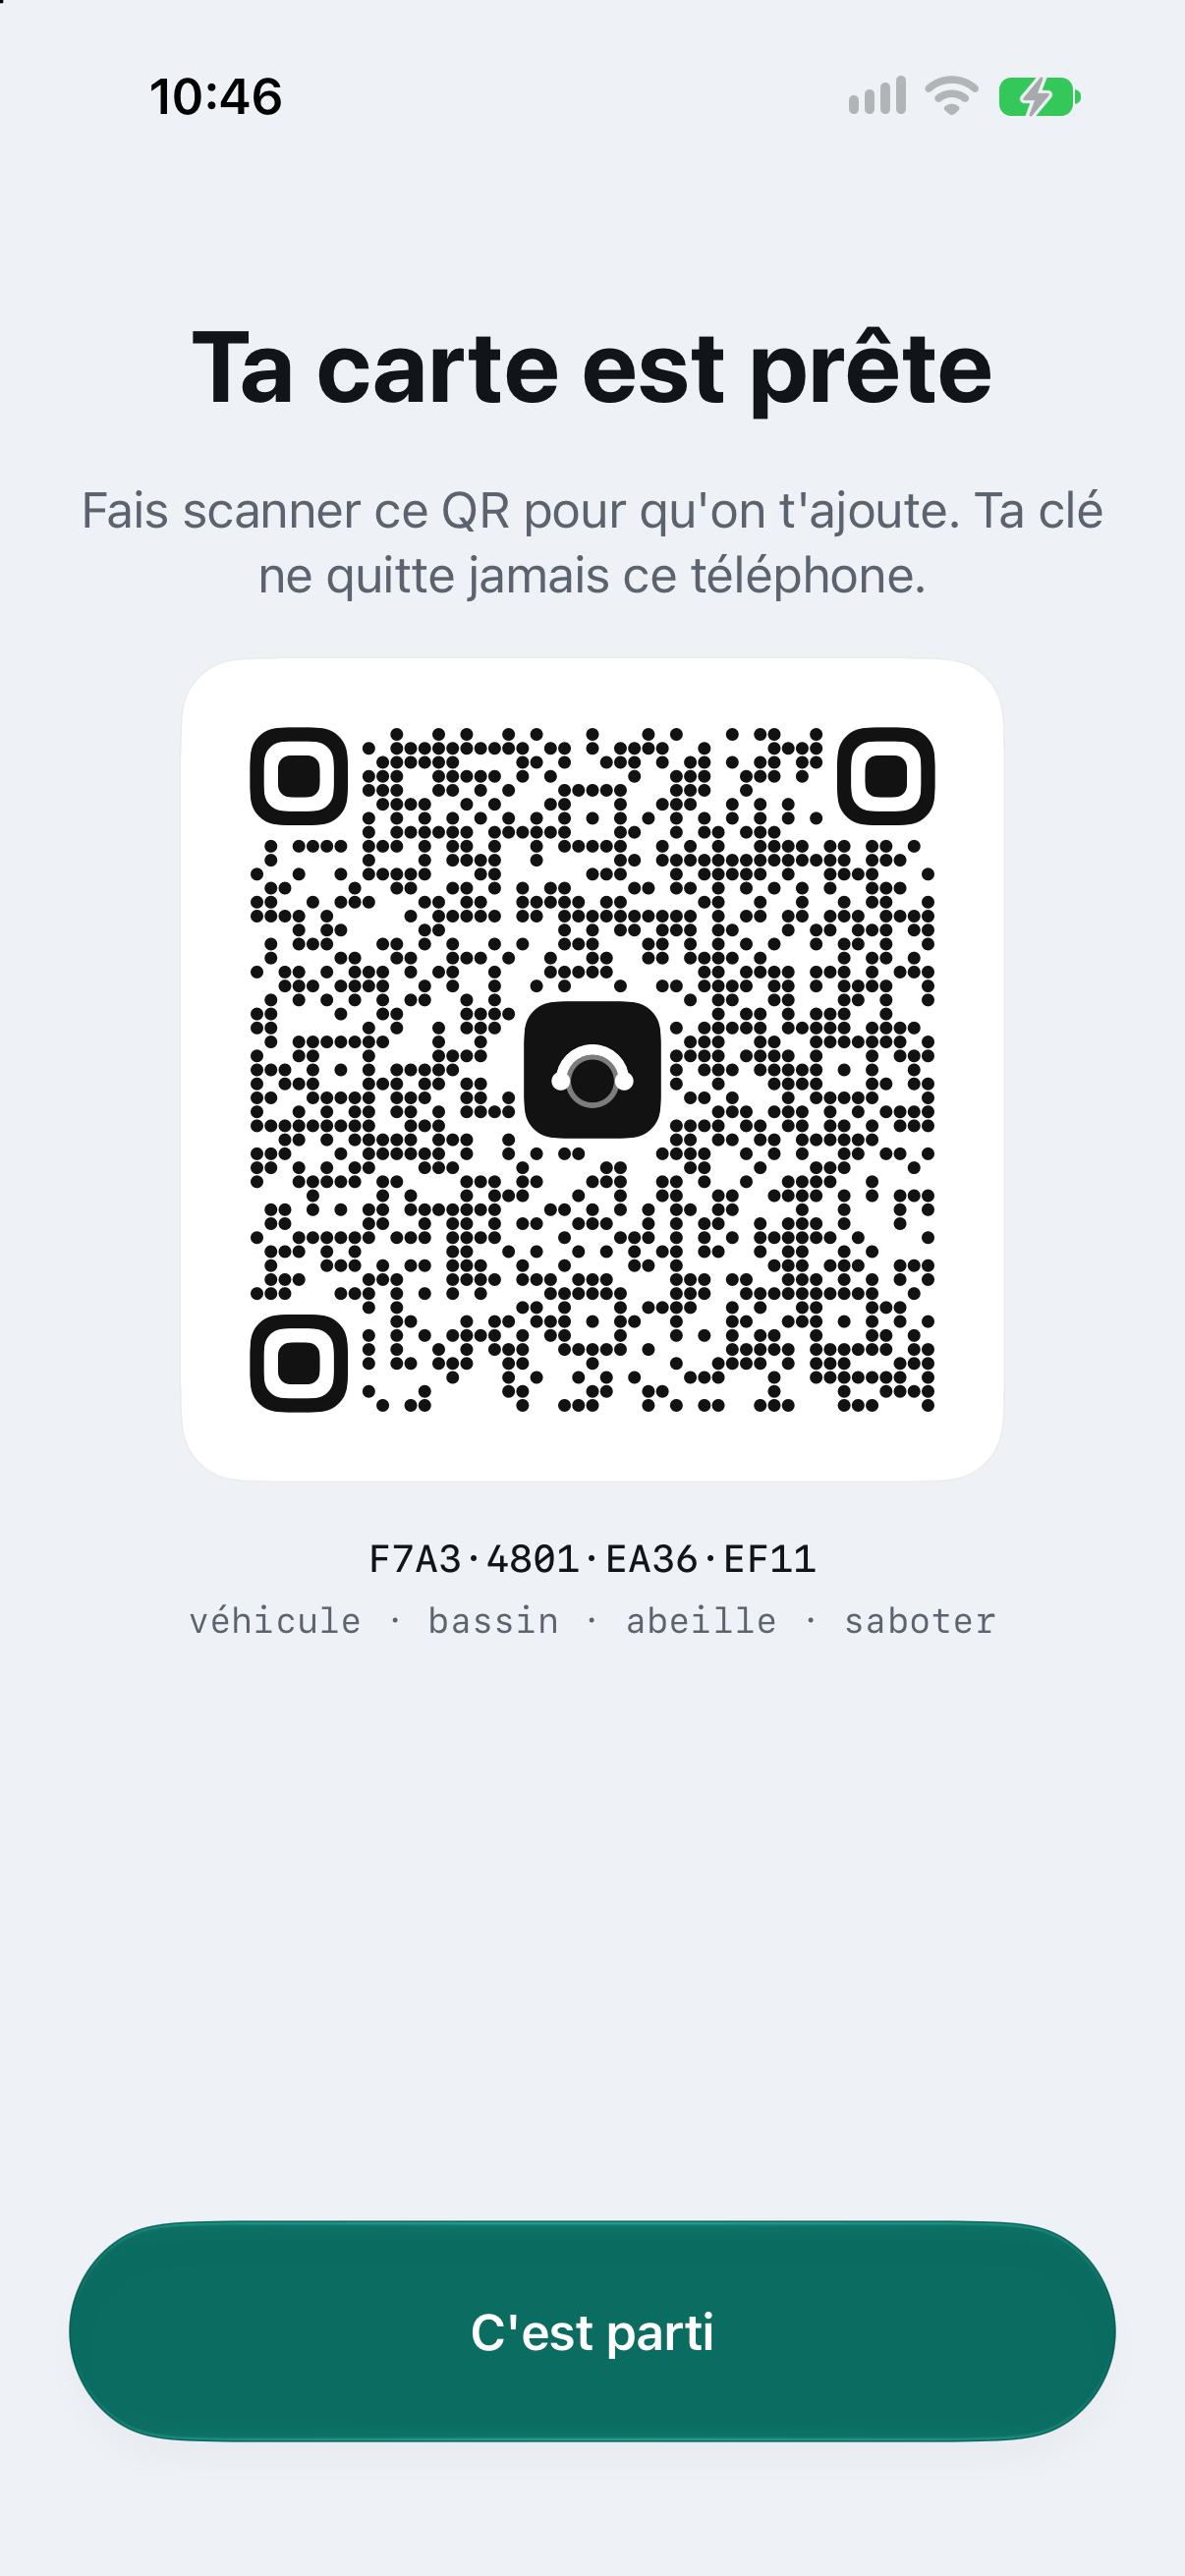 10:46
Ta carte est prête
Fais scanner ce QR pour qu'on t'ajoute. Ta clé
ne quitte jamais ce téléphone.
F7A3·4801·EA36·EF11
véhicule · bassin · abeille · saboter
C'est parti